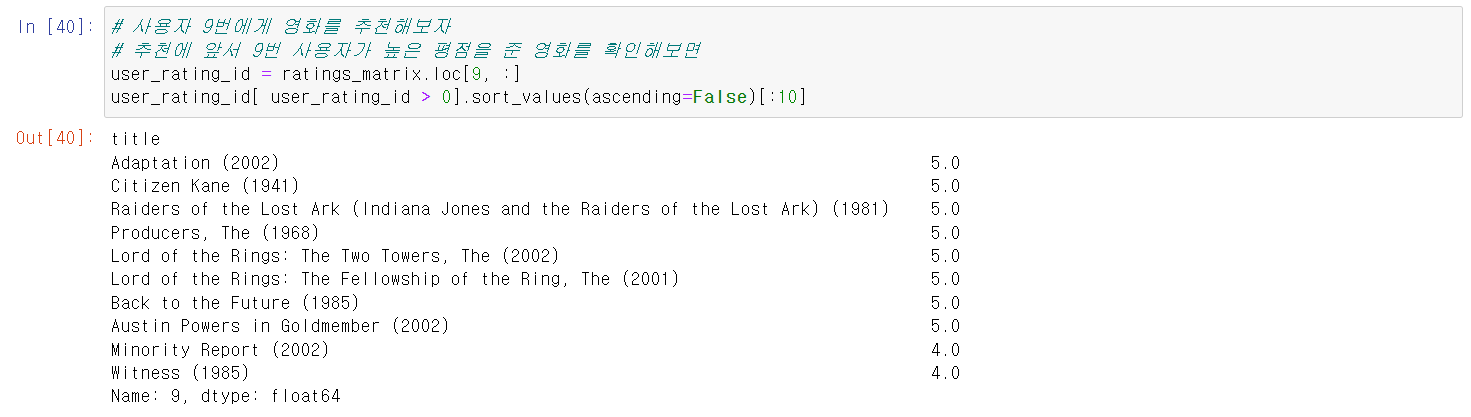 In [40]: # 사용자 9번에게 영화를 추천해보자
# 추천에 앞서 9번 사용자가 높은 평점을 준 영화를 확인해보면
user_rating_id = ratings_matrix.loc[9, :]
user_rating_id[ user_rating_id > 0].sort_values(ascending=False)[:10]
Out[40]: title
Adaptation (2002) 5.0
Citizen Kane (1941) 5.0
Raiders of the Lost Ark (Indiana Jones and the Raiders of the Lost Ark) (1981) 5.0
Producers, The (1968) 5.0
Lord of the Rings: The Two Towers, The (2002) 5.0
Lord of the Rings: The Fellowship of the Ring, The (2001) 5.0
Back to the Future (1985) 5.0
Austin Powers in Goldmember (2002) 5.0
Minority Report (2002) 4.0
Witness (1985) 4.0
Name: 9, dtype: float64